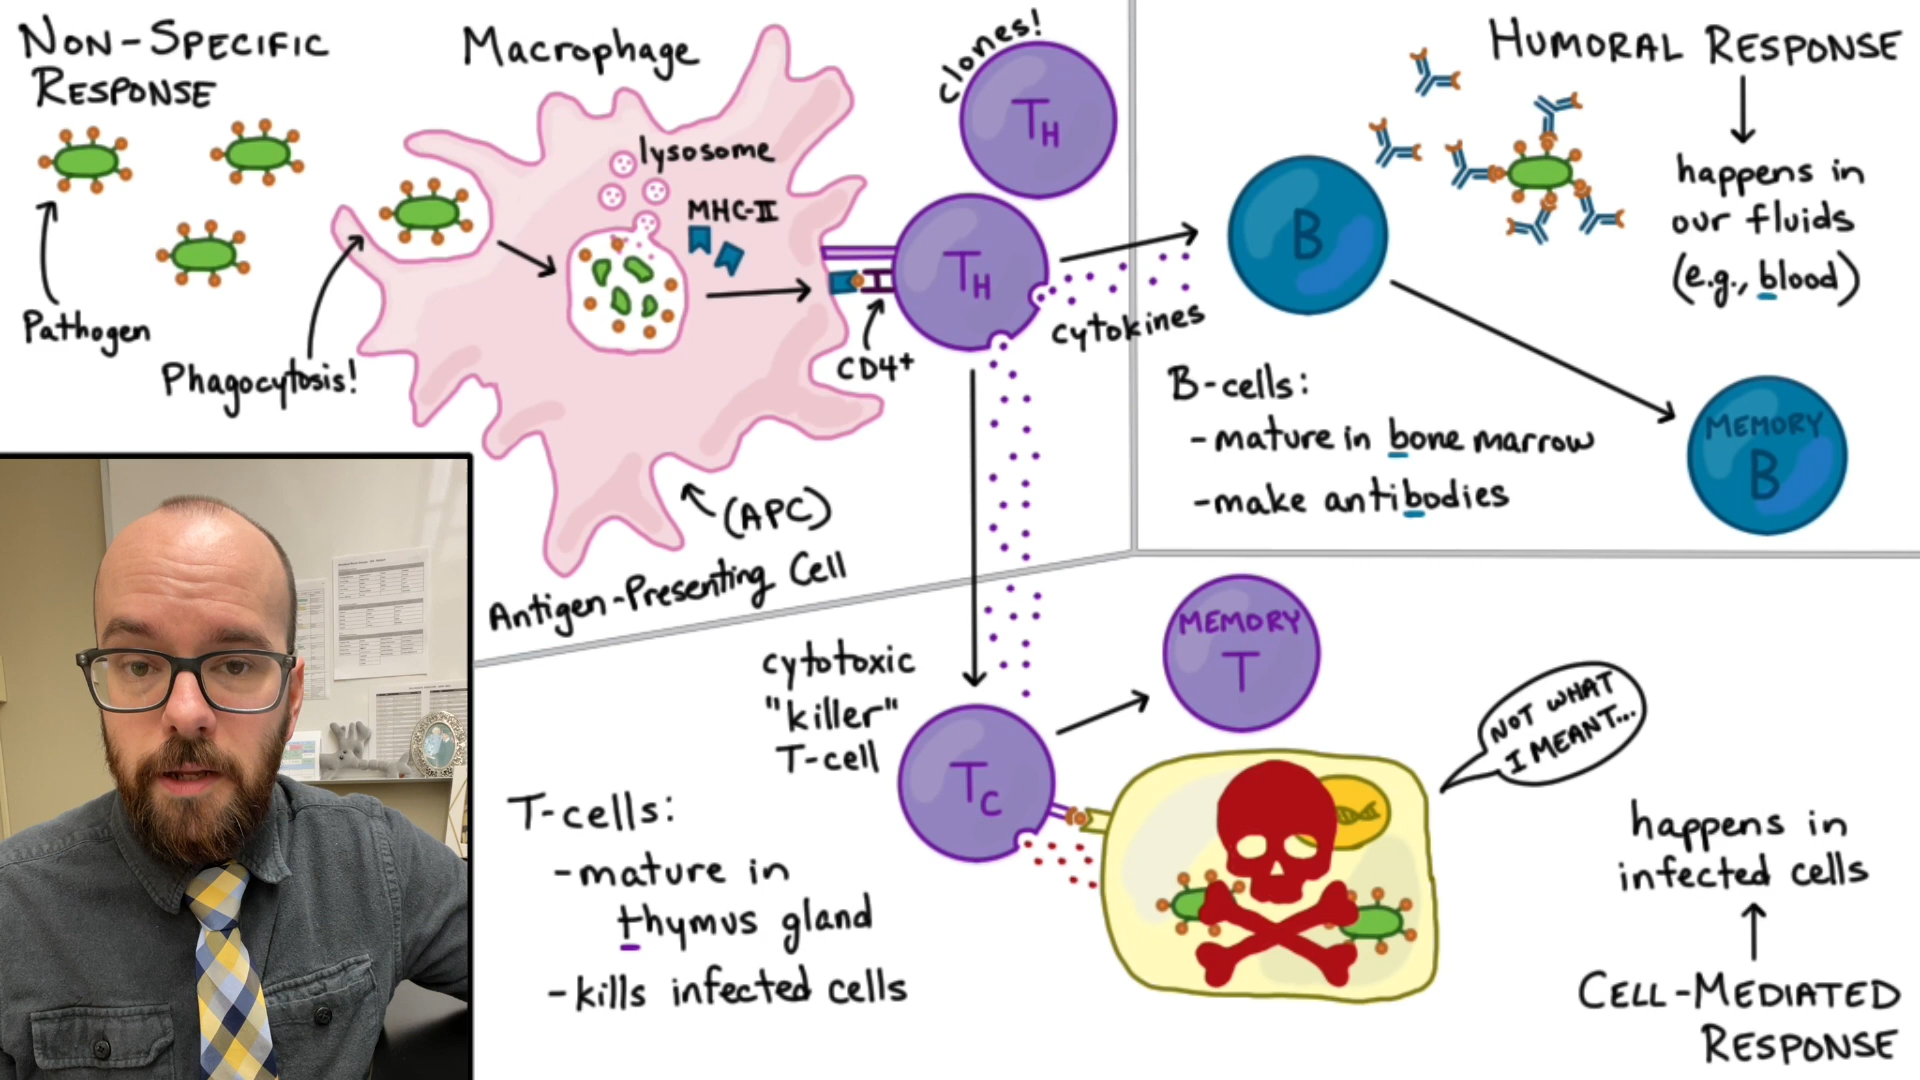 NON-SPECIFIC
RESPONSE
Pathogen
Phagocytosis!
Macrophage
lysosome
MHC-II
CD4+
(APC)
Antigen-Presenting Cell
clones!
TH
TH
cytokines
HUMORAL RESPONSE
happens in
our fluids
(e.g., blood)
B
B-cells:
-mature in bone marrow
-make antibodies
MEMORY
B
cytotoxic
"killer"
T-cell
TC
MEMORY
T
T-cells:
-mature in
thymus gland
-kills infected cells
NOT WHAT
I MEANT...
happens in
infected cells
CELL-MEDIATED
RESPONSE